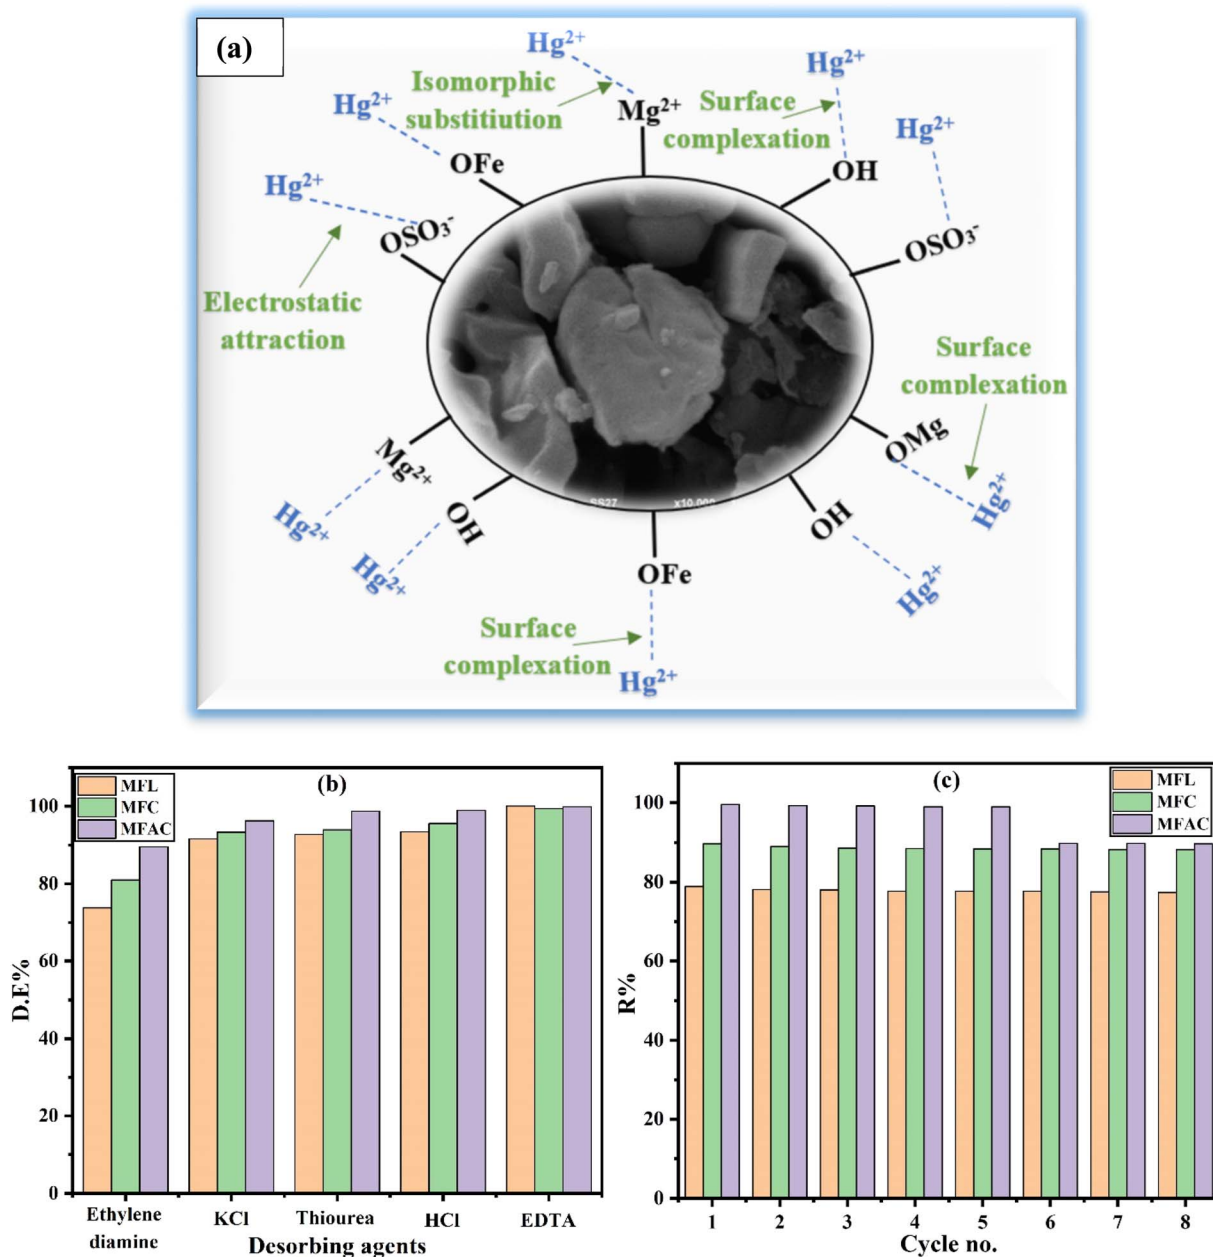 (a)
Hg²⁺
Isomorphic
substitiution
Mg²⁺
Surface
complexation
Hg²⁺
Hg²⁺
Hg²⁺
OFe
OH
Hg²⁺
OSO₃⁻
OSO₃⁻
Electrostatic
attraction
Surface
complexation
Mg²⁺
OMg
Hg²⁺
OH
SS27
x10,000
OH
Hg²⁺
Hg²⁺
Hg²⁺
OFe
Surface
complexation
Hg²⁺
(b)
MFL
MFC
MFAC
D.E%
100
80
60
40
20
0
Ethylene
diamine
KCl
Thiourea
HCl
EDTA
Desorbing agents
(c)
MFL
MFC
MFAC
R%
100
80
60
40
20
0
1 2 3 4 5 6 7 8
Cycle no.